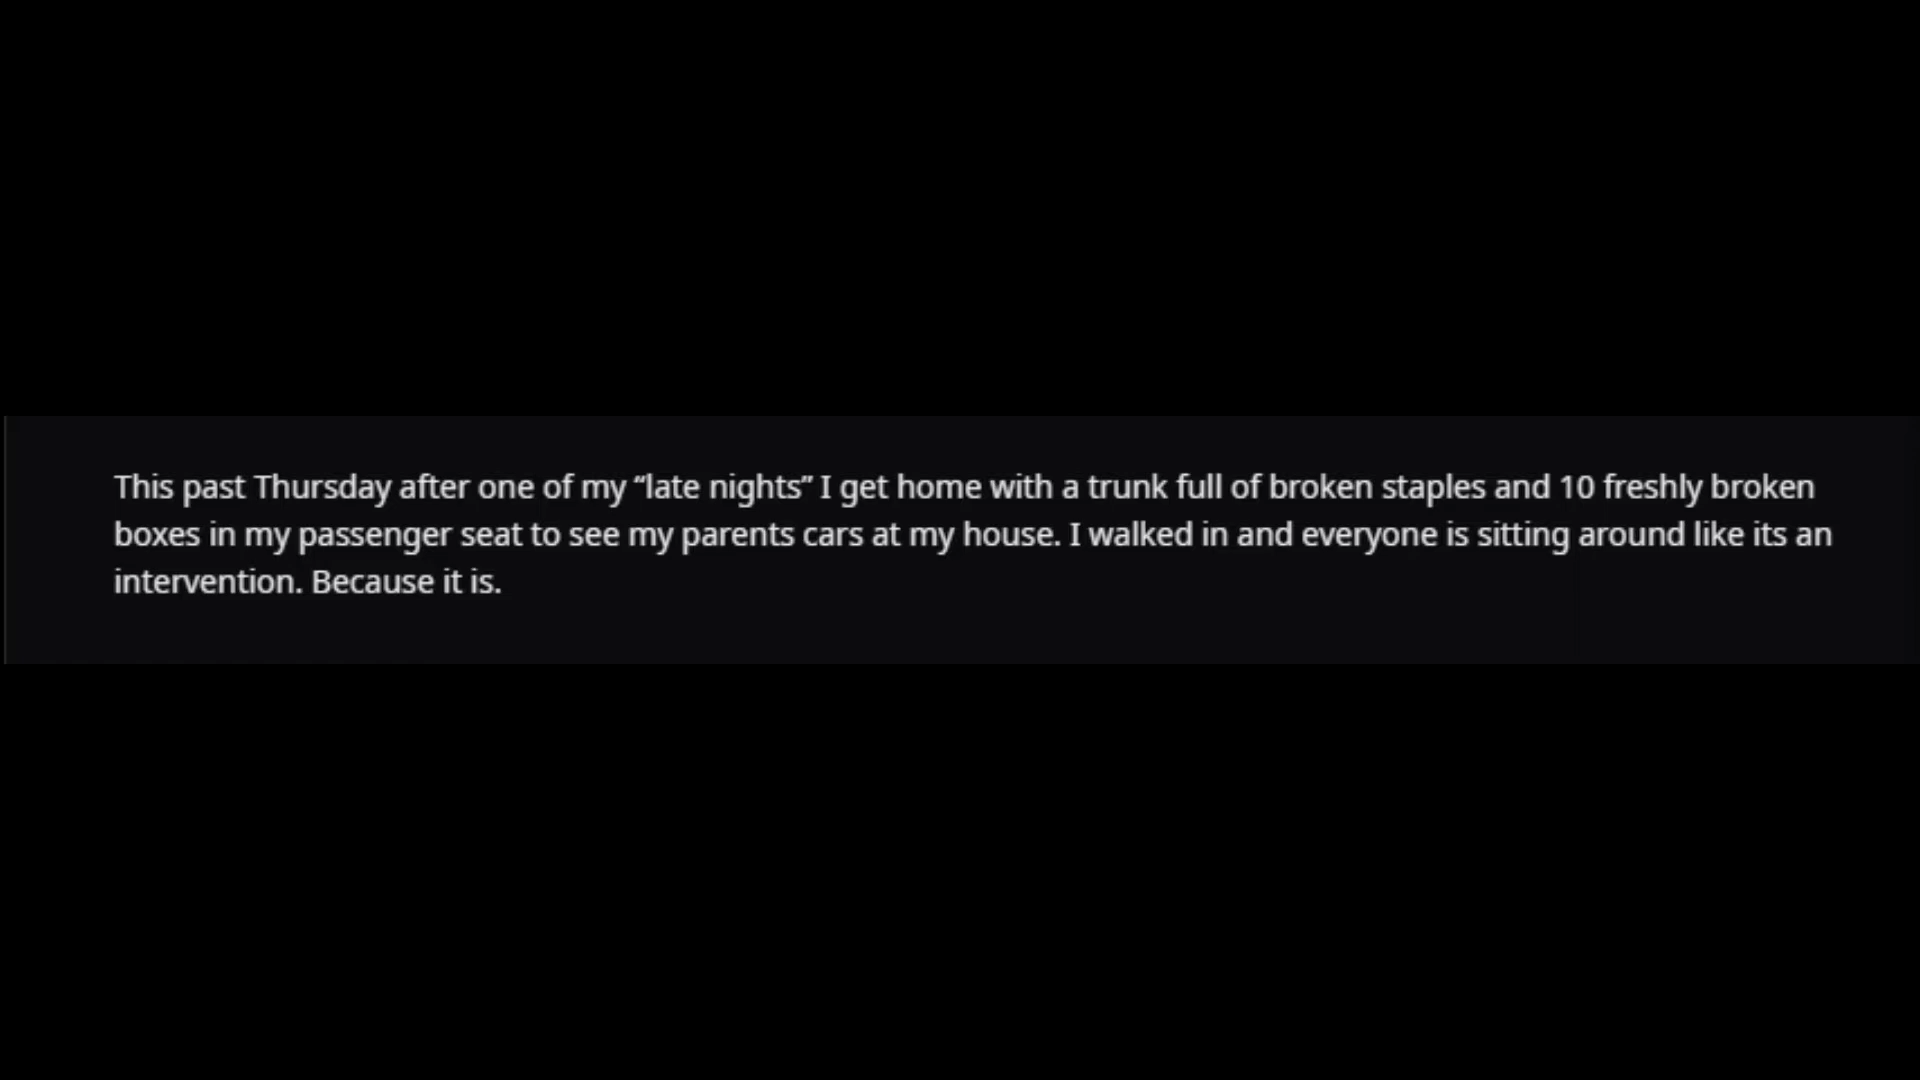 This past Thursday after one of my “late nights” I get home with a trunk full of broken staples and 10 freshly broken
boxes in my passenger seat to see my parents cars at my house. I walked in and everyone is sitting around like its an
intervention. Because it is.